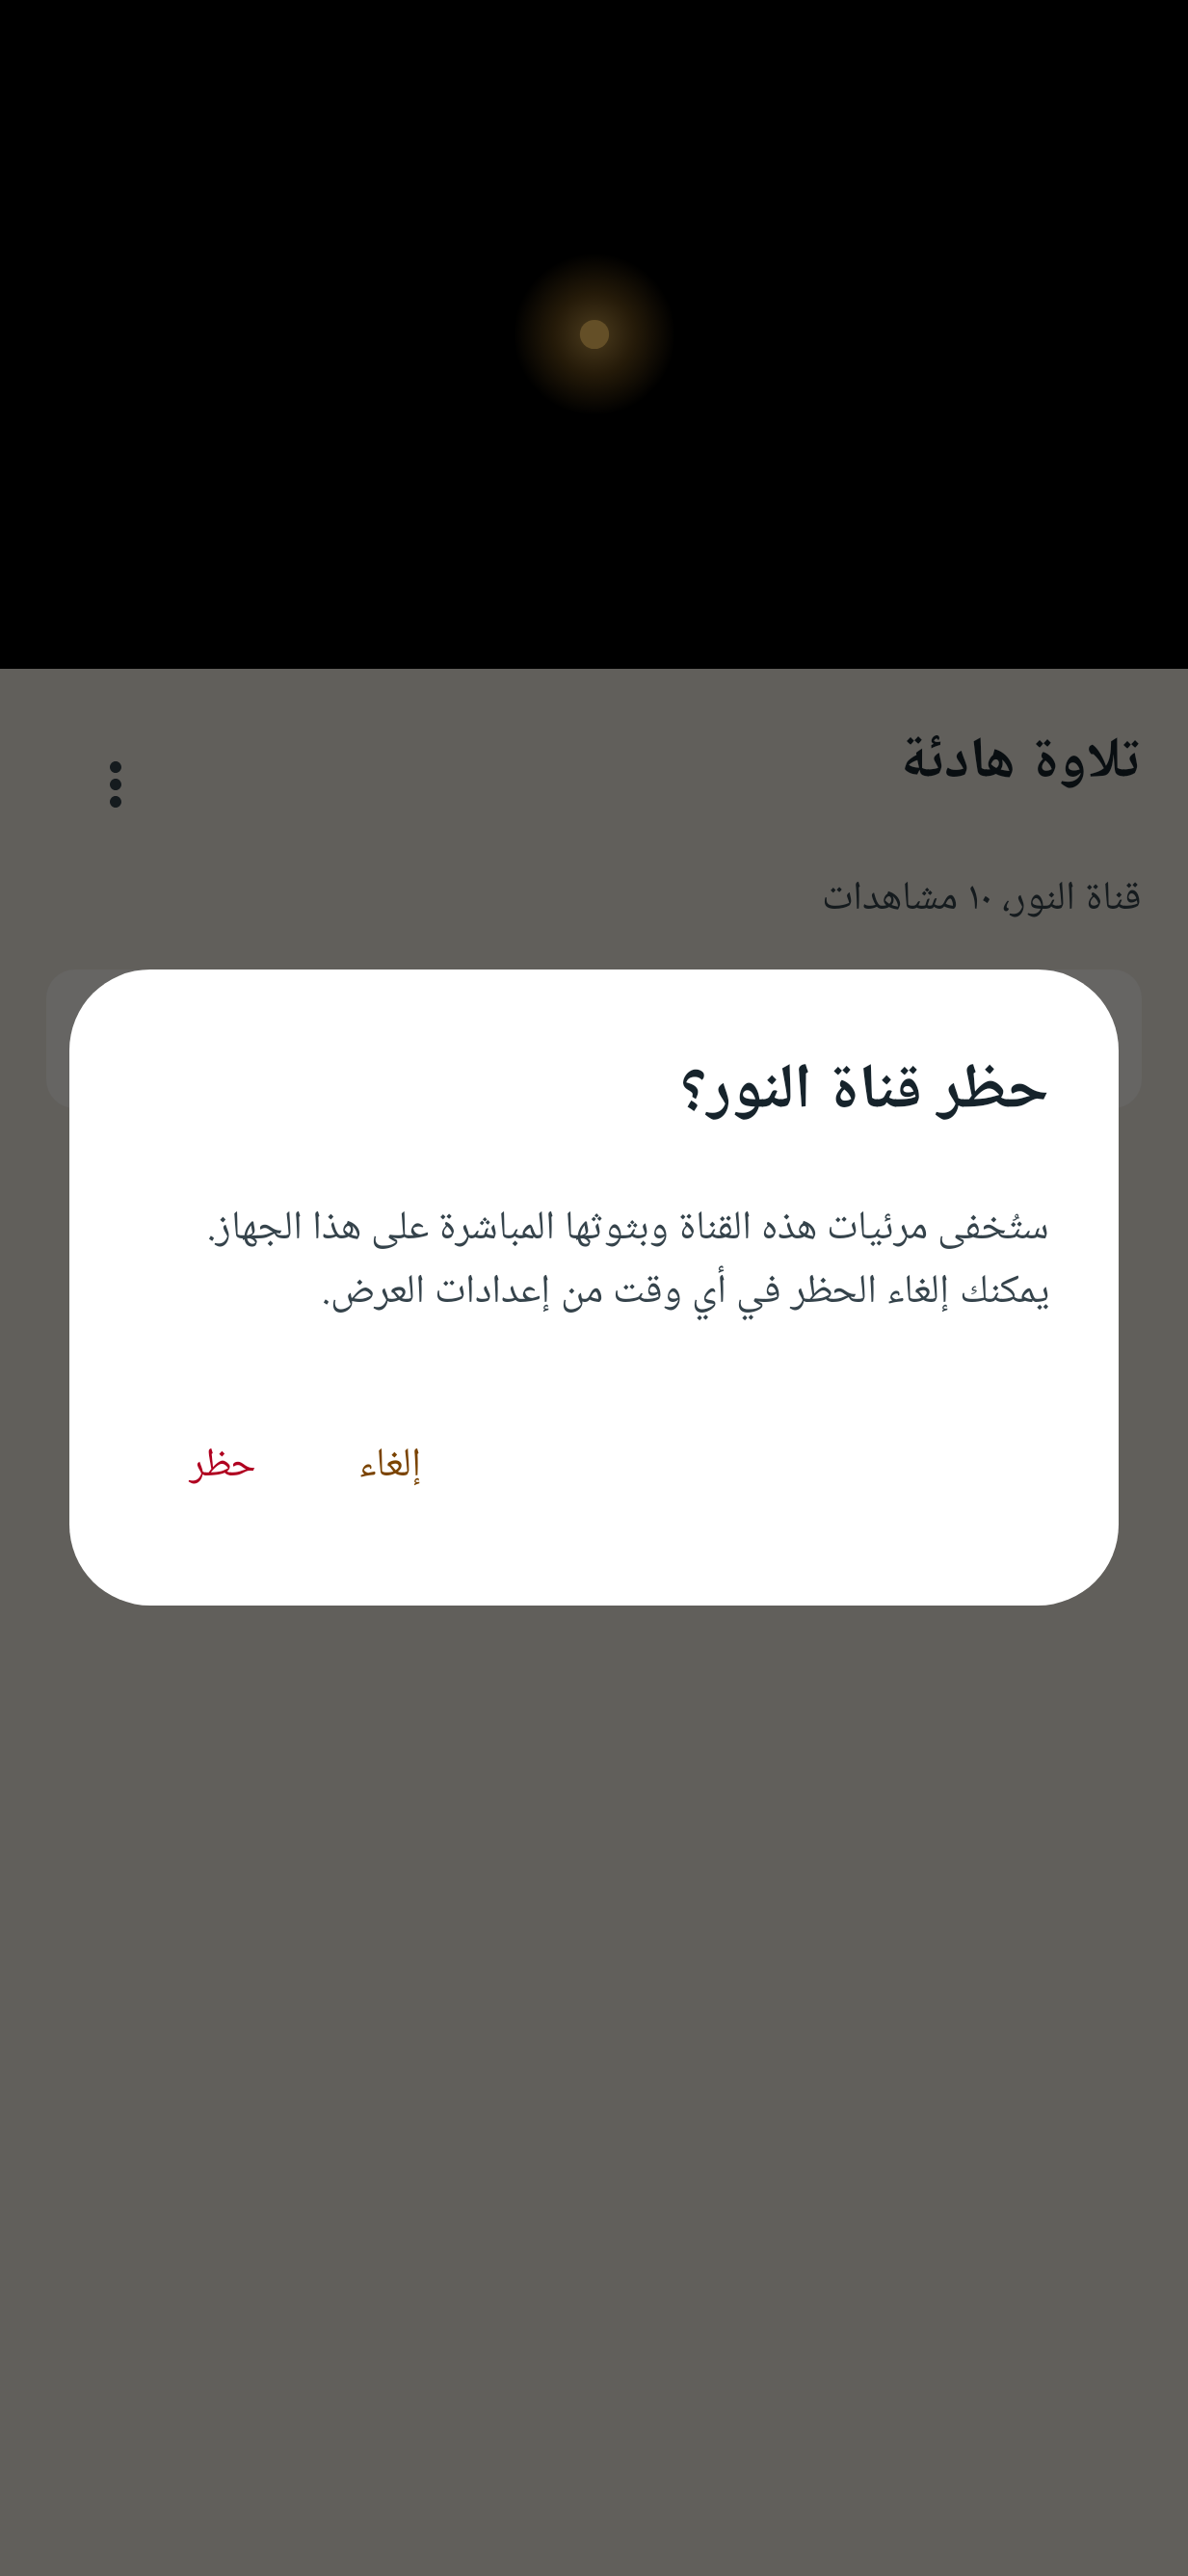 تلاوة هادئة
قناة النور، ١٠ مشاهدات
حظر قناة النور؟
ستُخفى مرئيات هذه القناة وبثوثها المباشرة على هذا الجهاز.
يمكنك إلغاء الحظر في أي وقت من إعدادات العرض.
إلغاء
حظر